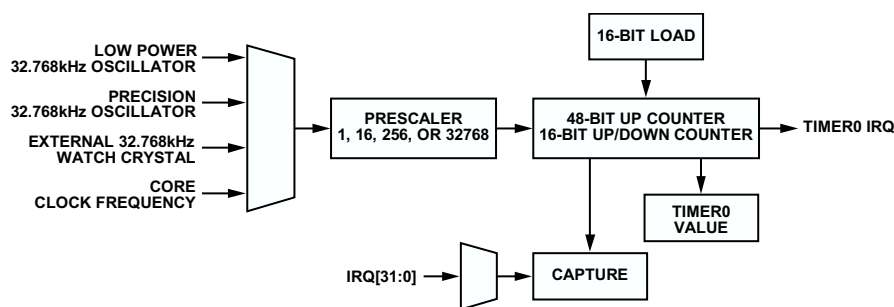 16-BIT LOAD
LOW POWER
32.768kHz OSCILLATOR
PRECISION
32.768kHz OSCILLATOR
EXTERNAL 32.768kHz
WATCH CRYSTAL
CORE
CLOCK FREQUENCY
PRESCALER
1, 16, 256, OR 32768
48-BIT UP COUNTER
16-BIT UP/DOWN COUNTER
TIMER0 IRQ
TIMER0
VALUE
IRQ[31:0]
CAPTURE